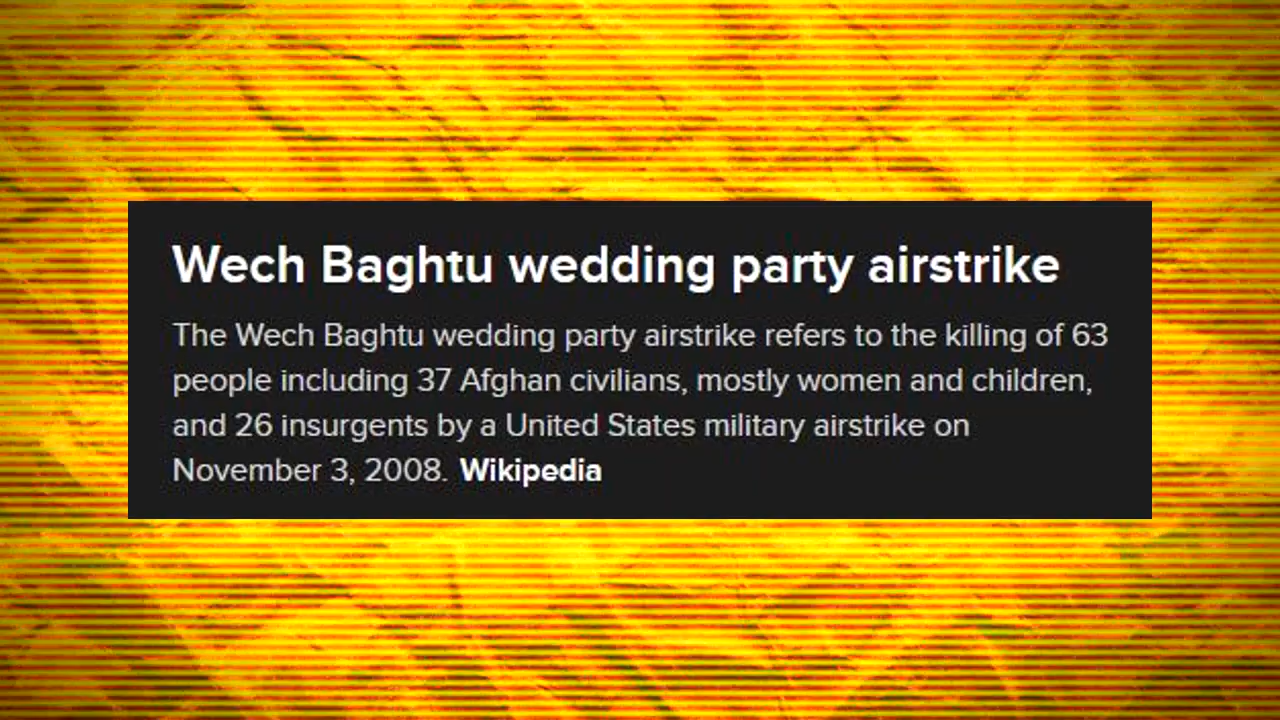 Wech Baghtu wedding party airstrike
The Wech Baghtu wedding party airstrike refers to the killing of 63
people including 37 Afghan civilians, mostly women and children,
and 26 insurgents by a United States military airstrike on
November 3, 2008. Wikipedia